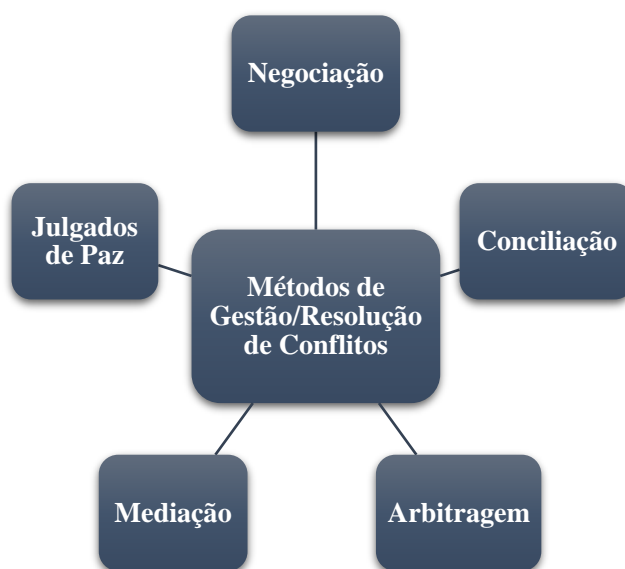 Negociação
Julgados
de Paz
Conciliação
Métodos de
Gestão/Resolução
de Conflitos
Mediação
Arbitragem